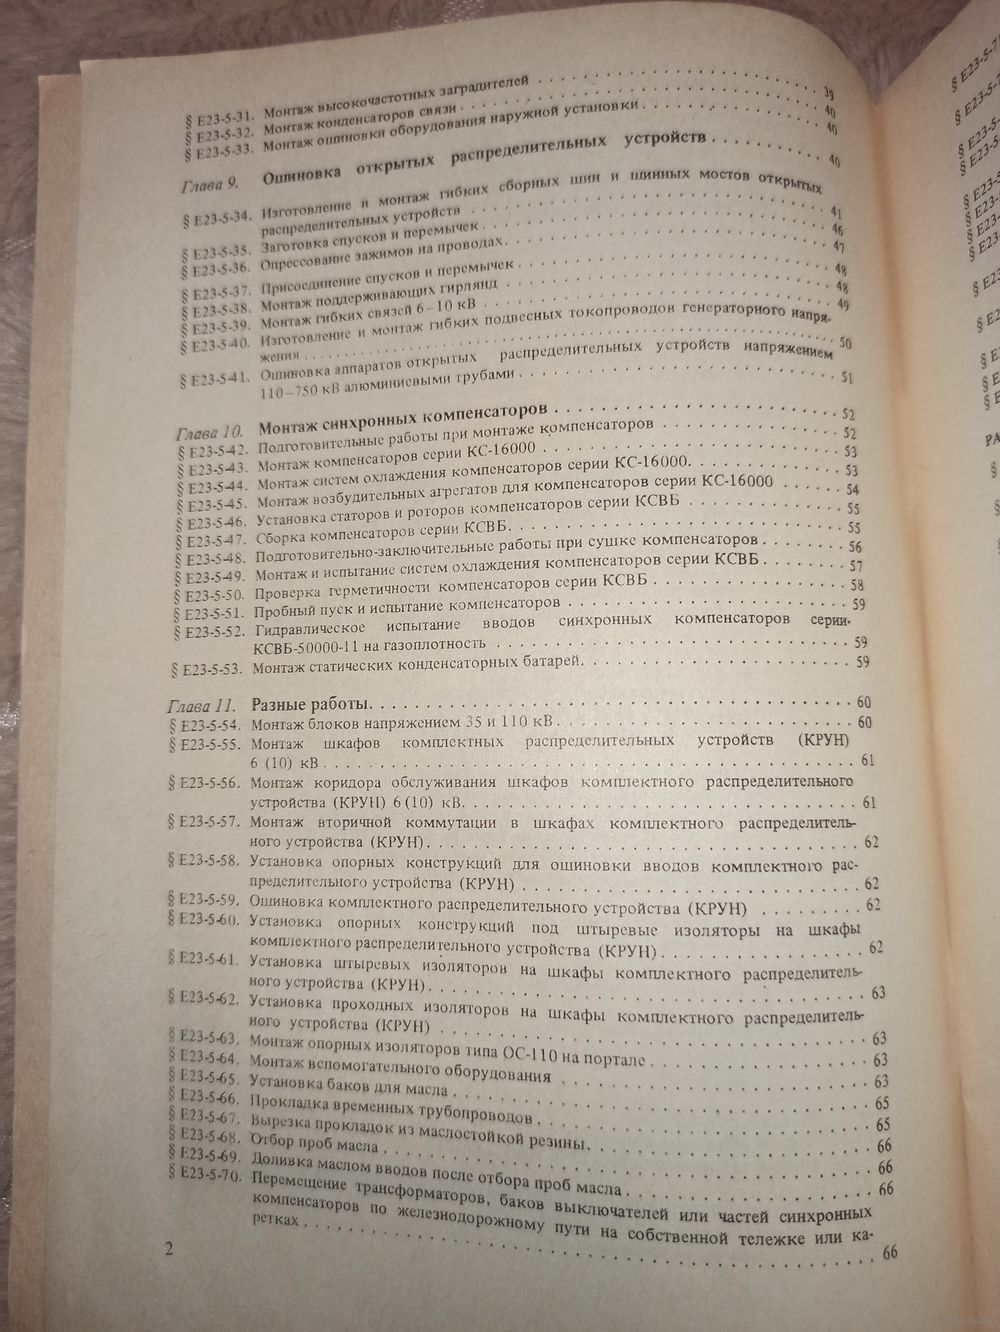 § Е23-5-31. Монтаж высокочастотных заградителей . . . . . . . . . . . . . . . . . . . . 39
§ Е23-5-32. Монтаж конденсаторов связи . . . . . . . . . . . . . . . . . . . . . . . . 40
§ Е23-5-33. Монтаж ошиновки оборудования наружной установки . . . . . . . . . . . . 40
Глава 9. Ошиновка открытых распределительных устройств . . . . . . . . . . 40
§ Е23-5-34. Изготовление и монтаж гибких сборных шин и шинных мостов открытых
распределительных устройств . . . . . . . . . . . . . . . . . . . . . . . . 41
§ Е23-5-35. Заготовка спусков и перемычек . . . . . . . . . . . . . . . . . . . . . . 46
§ Е23-5-36. Опрессование зажимов на проводах. . . . . . . . . . . . . . . . . . . . . 47
§ Е23-5-37. Присоединение спусков и перемычек . . . . . . . . . . . . . . . . . . . . 48
§ Е23-5-38. Монтаж поддерживающих гирлянд . . . . . . . . . . . . . . . . . . . . . . 48
§ Е23-5-39. Монтаж гибких связей 6–10 кВ . . . . . . . . . . . . . . . . . . . . . . . 49
§ Е23-5-40. Изготовление и монтаж гибких подвесных токопроводов генераторного напря-
жения . . . . . . . . . . . . . . . . . . . . . . . . . . . . . . . . . . . 50
§ Е23-5-41. Ошиновка аппаратов открытых распределительных устройств напряжением
110–750 кВ алюминиевыми трубами . . . . . . . . . . . . . . . . . . . . . 51
Глава 10. Монтаж синхронных компенсаторов . . . . . . . . . . . . . . . . . . . 52
§ Е23-5-42. Подготовительные работы при монтаже компенсаторов . . . . . . . . . . . . 52
§ Е23-5-43. Монтаж компенсаторов серии КС-16000 . . . . . . . . . . . . . . . . . . . 53
§ Е23-5-44. Монтаж систем охлаждения компенсаторов серии КС-16000. . . . . . . . . . . 53
§ Е23-5-45. Монтаж возбудительных агрегатов для компенсаторов серии КС-16000 . . . . . . 54
§ Е23-5-46. Установка статоров и роторов компенсаторов серии КСВБ . . . . . . . . . . 55
§ Е23-5-47. Сборка компенсаторов серии КСВБ. . . . . . . . . . . . . . . . . . . . . . 55
§ Е23-5-48. Подготовительно-заключительные работы при сушке компенсаторов . . . . . . . 56
§ Е23-5-49. Монтаж и испытание систем охлаждения компенсаторов серии КСВБ . . . . . . . 57
§ Е23-5-50. Проверка герметичности компенсаторов серии КСВБ . . . . . . . . . . . . . 58
§ Е23-5-51. Пробный пуск и испытание компенсаторов . . . . . . . . . . . . . . . . . . 59
§ Е23-5-52. Гидравлическое испытание вводов синхронных компенсаторов серии
КСВБ-50000-11 на газоплотность . . . . . . . . . . . . . . . . . . . . . . 59
§ Е23-5-53. Монтаж статических конденсаторных батарей. . . . . . . . . . . . . . . . . 59
Глава 11. Разные работы. . . . . . . . . . . . . . . . . . . . . . . . . . . . . 60
§ Е23-5-54. Монтаж блоков напряжением 35 и 110 кВ . . . . . . . . . . . . . . . . . . 60
§ Е23-5-55. Монтаж шкафов комплектных распределительных устройств (КРУН)
6 (10) кВ . . . . . . . . . . . . . . . . . . . . . . . . . . . . . . . . . 61
§ Е23-5-56. Монтаж коридора обслуживания шкафов комплектного распределительного
устройства (КРУН) 6 (10) кВ. . . . . . . . . . . . . . . . . . . . . . . . 61
§ Е23-5-57. Монтаж вторичной коммутации в шкафах комплектного распределитель-
ного устройства (КРУН). . . . . . . . . . . . . . . . . . . . . . . . . . . 62
§ Е23-5-58. Установка опорных конструкций для ошиновки вводов комплектного рас-
пределительного устройства (КРУН) . . . . . . . . . . . . . . . . . . . . . 62
§ Е23-5-59. Ошиновка комплектного распределительного устройства (КРУН) . . . . . . . 62
§ Е23-5-60. Установка опорных конструкций под штыревые изоляторы на шкафы
комплектного распределительного устройства (КРУН) . . . . . . . . . . . . . 62
§ Е23-5-61. Установка штыревых изоляторов на шкафы комплектного распределитель-
ного устройства (КРУН). . . . . . . . . . . . . . . . . . . . . . . . . . . 63
§ Е23-5-62. Установка проходных изоляторов на шкафы комплектного распределитель-
ного устройства (КРУН) . . . . . . . . . . . . . . . . . . . . . . . . . . 63
§ Е23-5-63. Монтаж опорных изоляторов типа ОС-110 на портале . . . . . . . . . . . . . 63
§ Е23-5-64. Монтаж вспомогательного оборудования . . . . . . . . . . . . . . . . . . . 63
§ Е23-5-65. Установка баков для масла . . . . . . . . . . . . . . . . . . . . . . . . 65
§ Е23-5-66. Прокладка временных трубопроводов . . . . . . . . . . . . . . . . . . . . 65
§ Е23-5-67. Вырезка прокладок из маслостойкой резины. . . . . . . . . . . . . . . . . . 66
§ Е23-5-68. Отбор проб масла . . . . . . . . . . . . . . . . . . . . . . . . . . . . 66
§ Е23-5-69. Доливка маслом вводов после отбора проб масла . . . . . . . . . . . . . . 66
§ Е23-5-70. Перемещение трансформаторов, баков выключателей или частей синхронных
компенсаторов по железнодорожному пути на собственной тележке или ка-
ретках . . . . . . . . . . . . . . . . . . . . . . . . . . . . . . . . . . 66
2